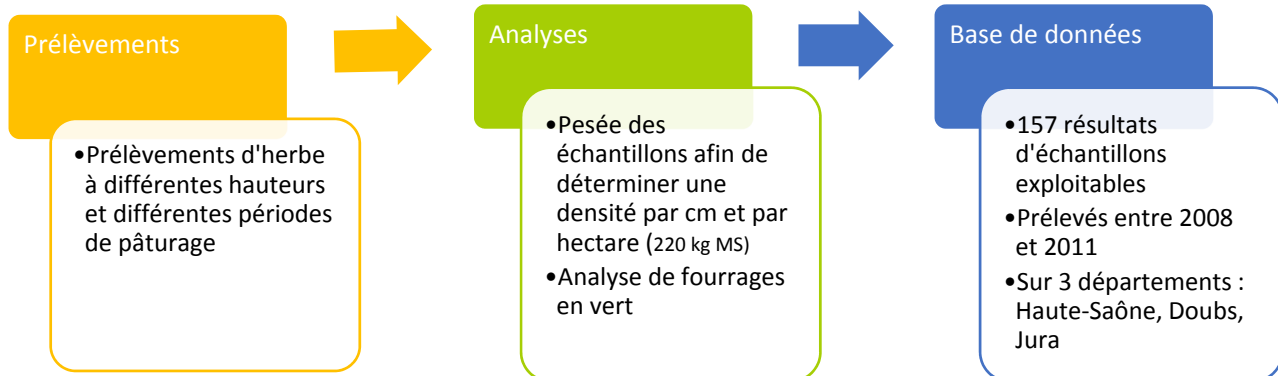 Prélèvements
•Prélèvements d'herbe
à différentes hauteurs
et différentes périodes
de pâturage
Analyses
•Pesée des
échantillons afin de
déterminer une
densité par cm et par
hectare (220 kg MS)
•Analyse de fourrages
en vert
Base de données
•157 résultats
d'échantillons
exploitables
•Prélevés entre 2008
et 2011
•Sur 3 départements :
Haute-Saône, Doubs,
Jura